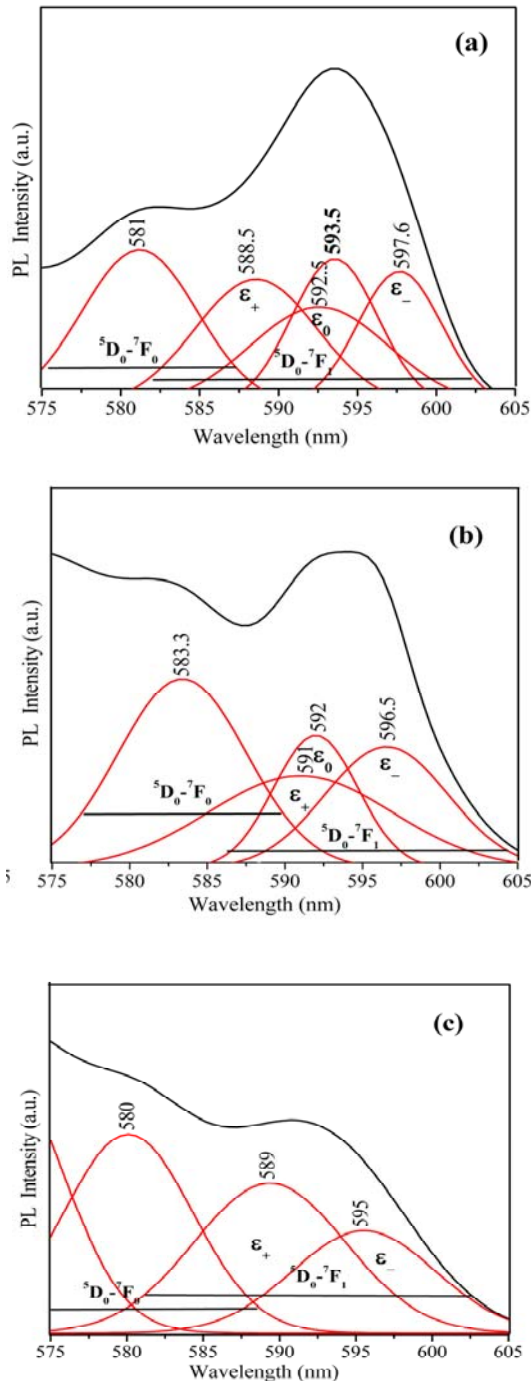 (a)
PL Intensity (a.u.)
581
588.5
592.5
593.5
597.6
ε₊
ε₀
ε₋
⁵D₀-⁷F₀
⁵D₀-⁷F₁
575 580 585 590 595 600 605
Wavelength (nm)
(b)
PL Intensity (a.u.)
583.3
591
592
596.5
ε₀
ε₊
ε₋
⁵D₀-⁷F₀
⁵D₀-⁷F₁
575 580 585 590 595 600 605
Wavelength (nm)
(c)
PL Intensity (a.u.)
580
589
595
ε₊
ε₋
⁵D₀-⁷F₁
⁵D₀-⁷F₀
575 580 585 590 595 600 605
Wavelength (nm)